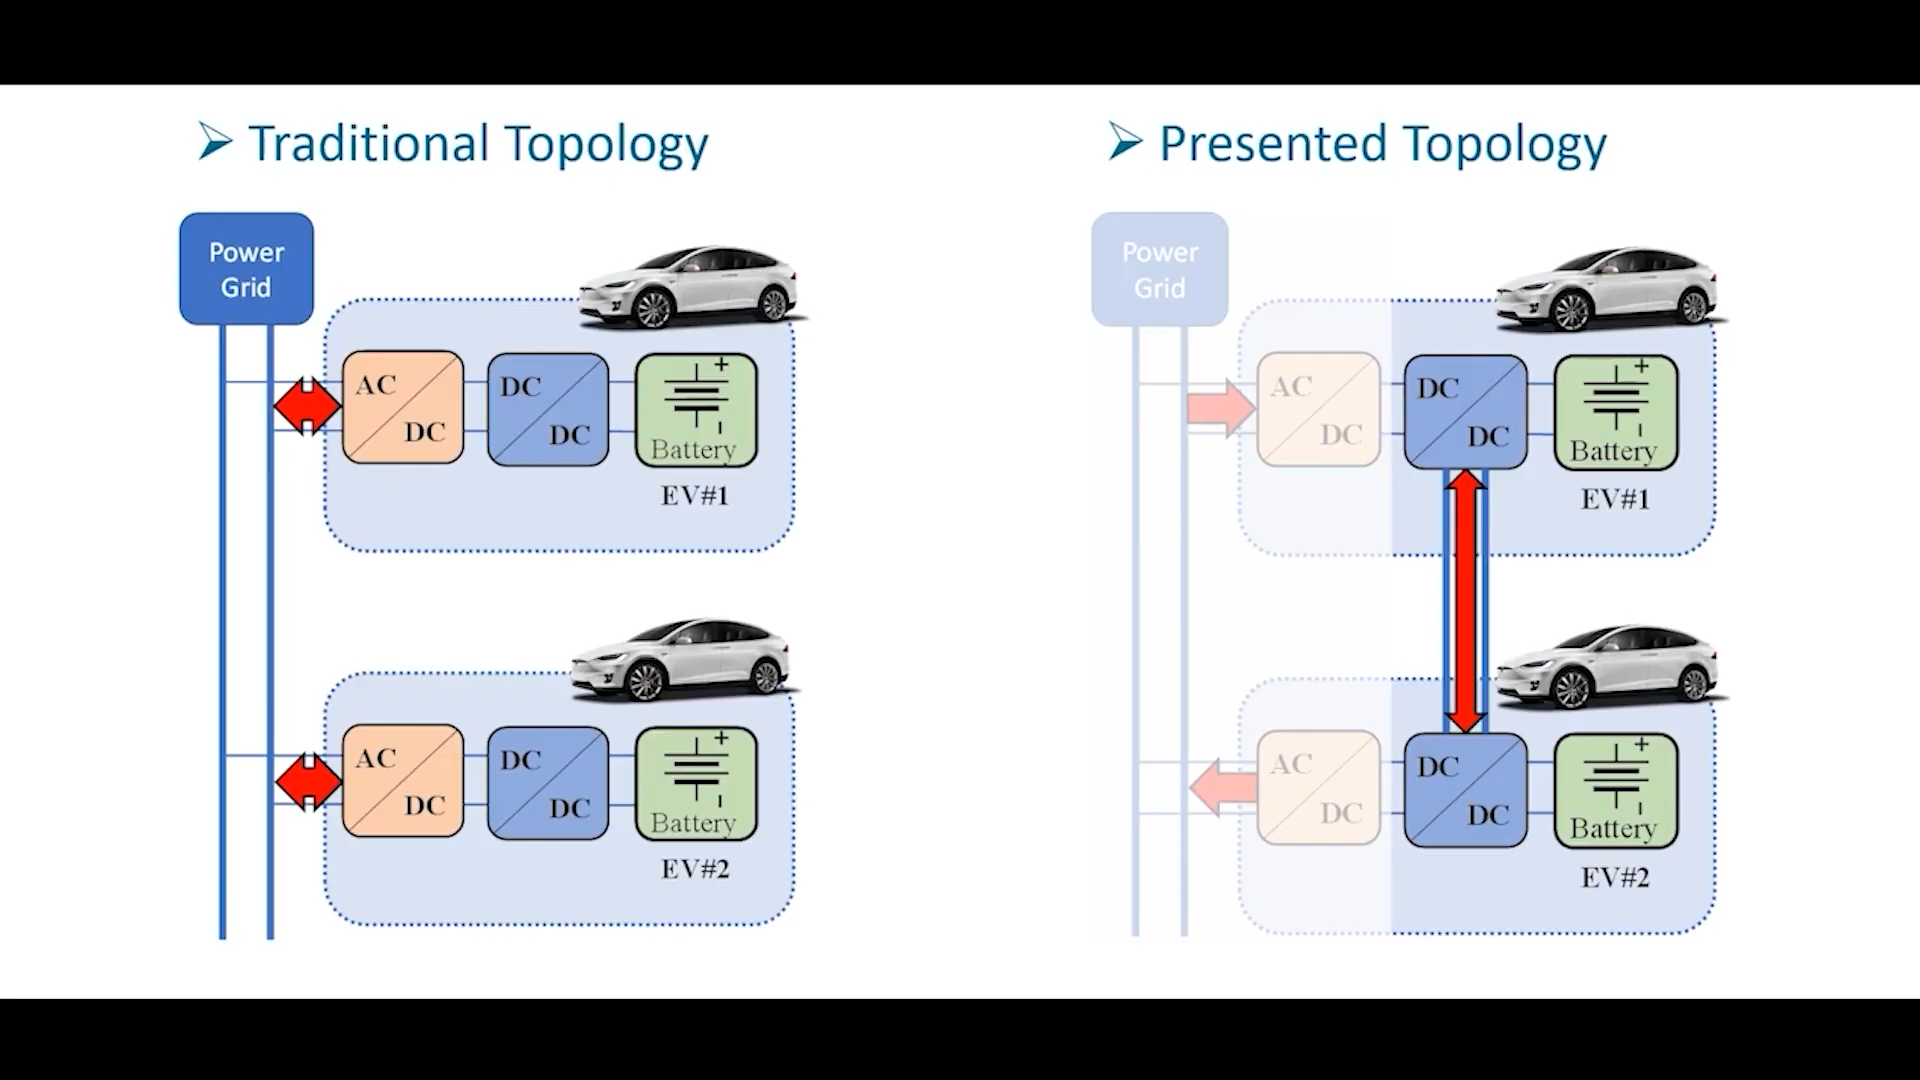 Traditional Topology
Power
Grid
AC
DC
DC
DC
Battery
EV#1
AC
DC
DC
DC
Battery
EV#2
Presented Topology
Power
Grid
AC
DC
DC
DC
Battery
EV#1
AC
DC
DC
DC
Battery
EV#2